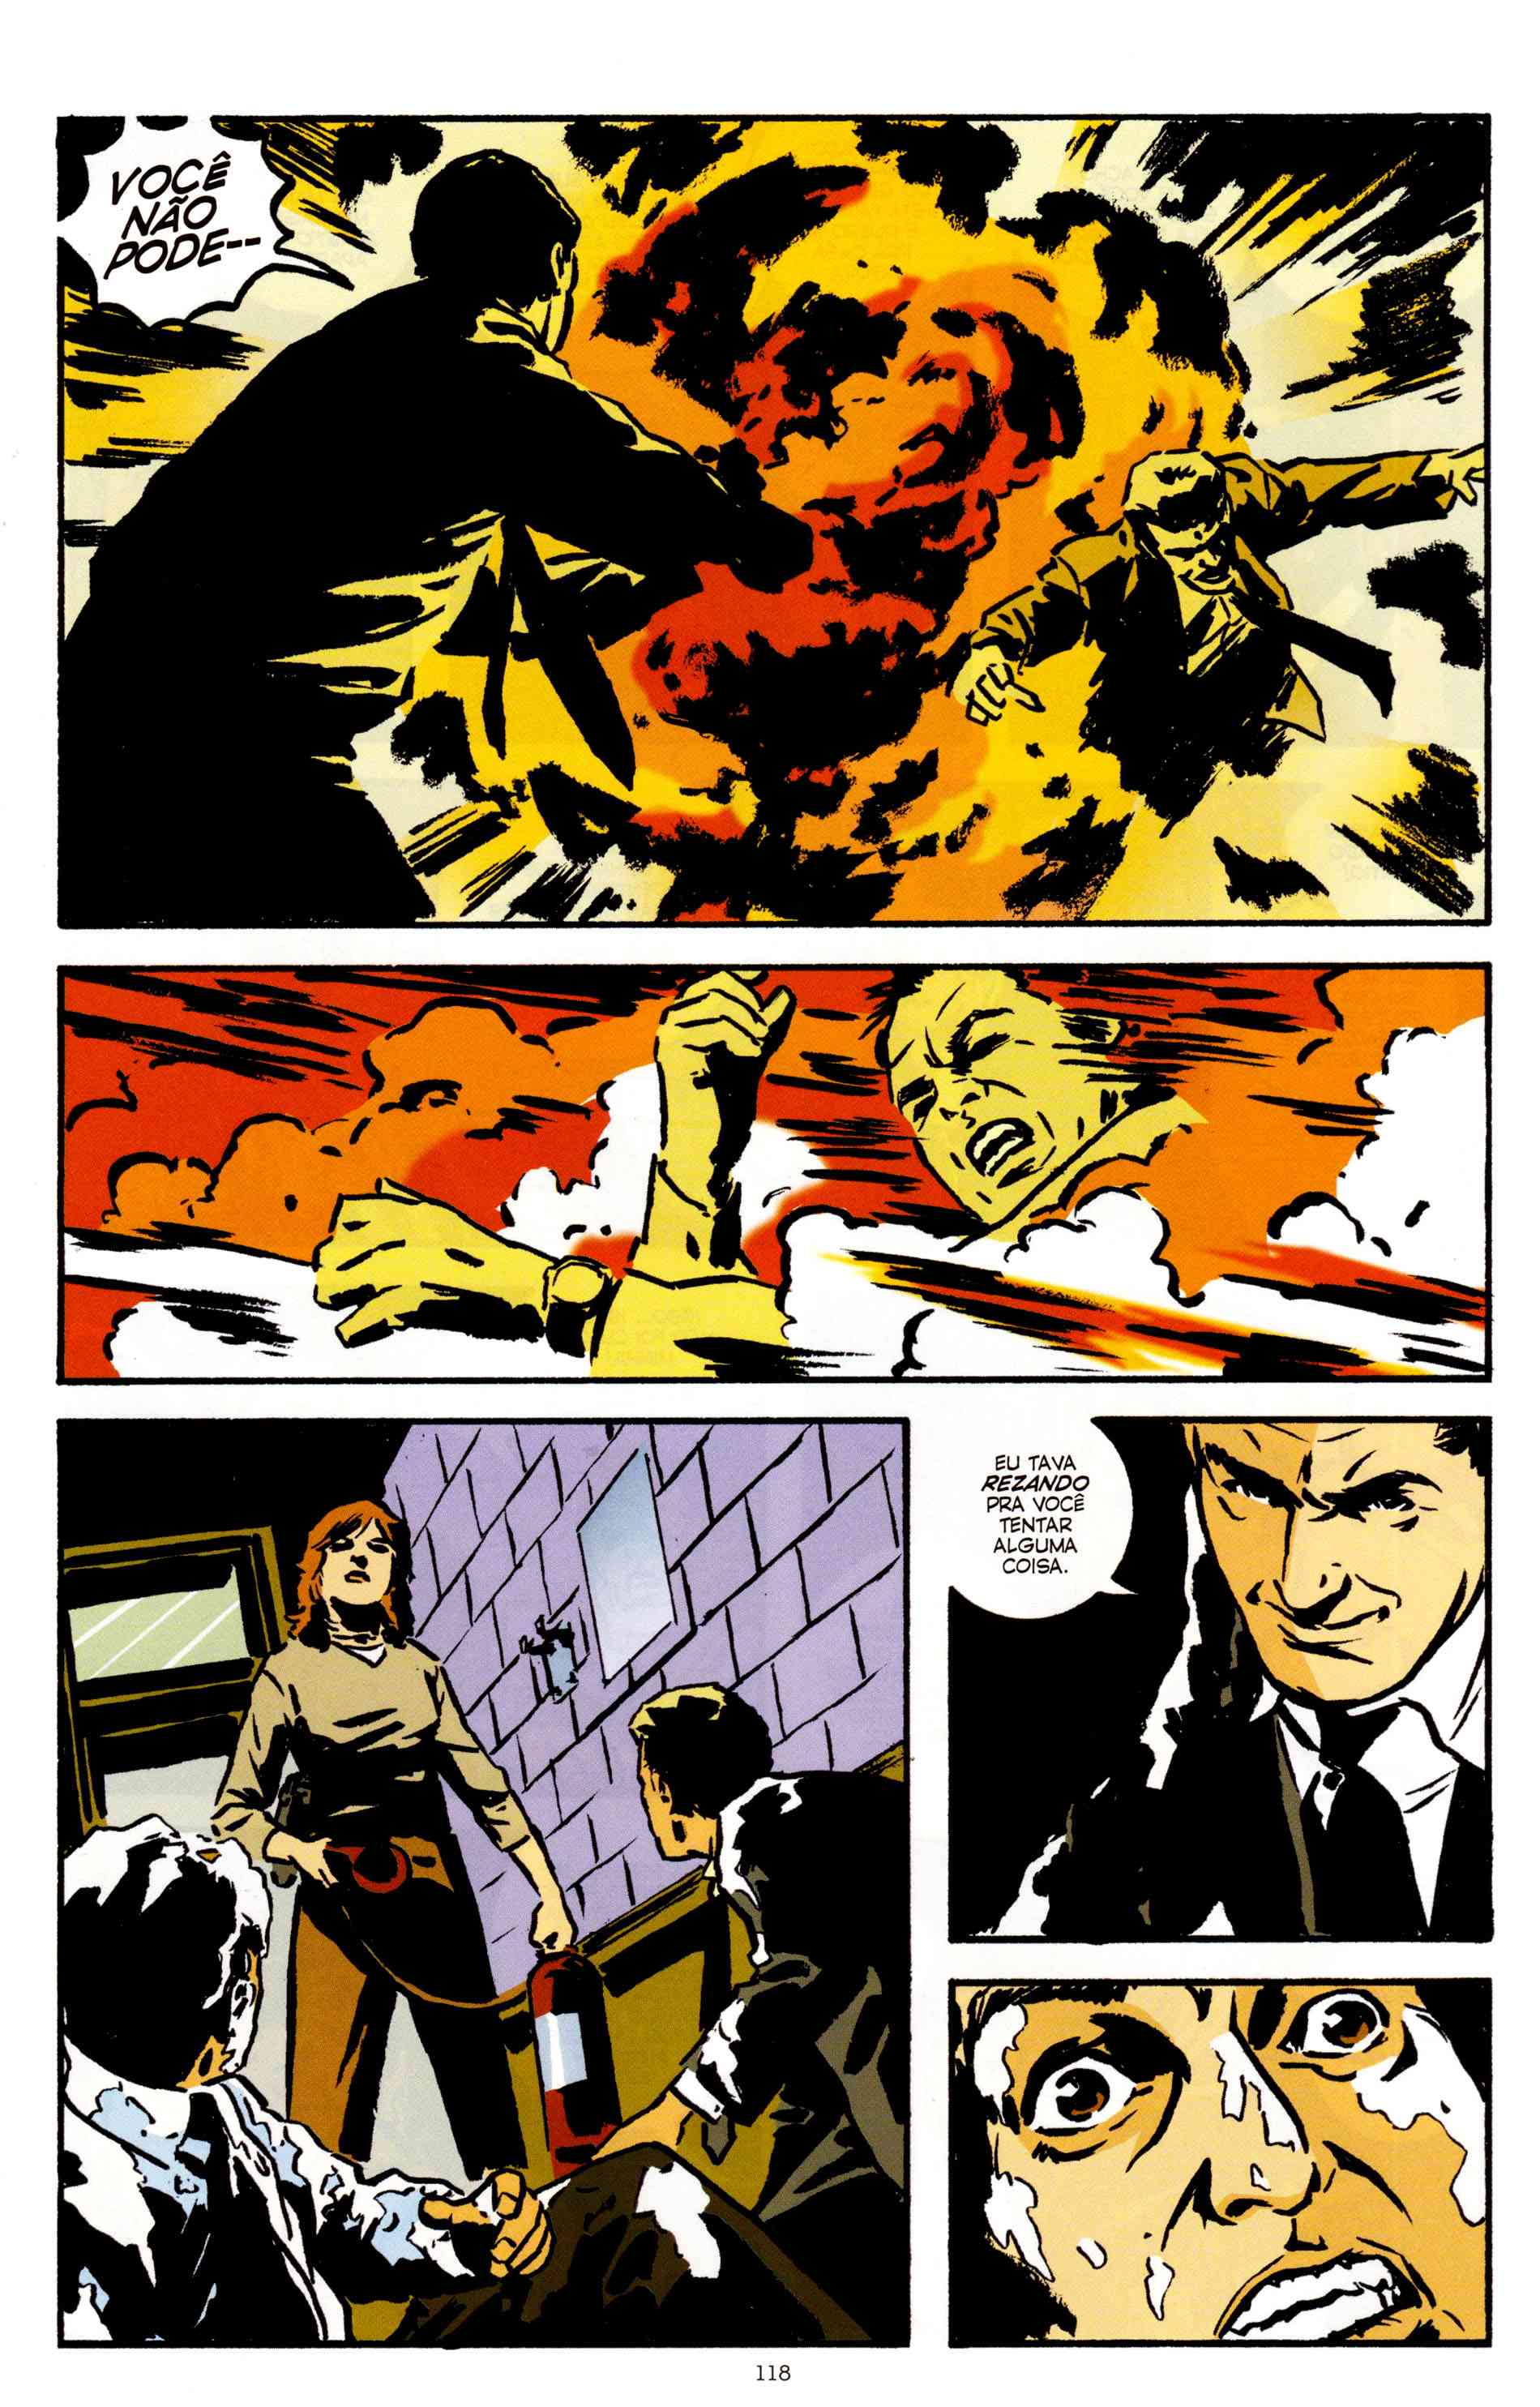 VOCÊ
NÃO
PODE--
EU TAVA
REZANDO
PRA VOCÊ
TENTAR
ALGUMA
COISA.
118